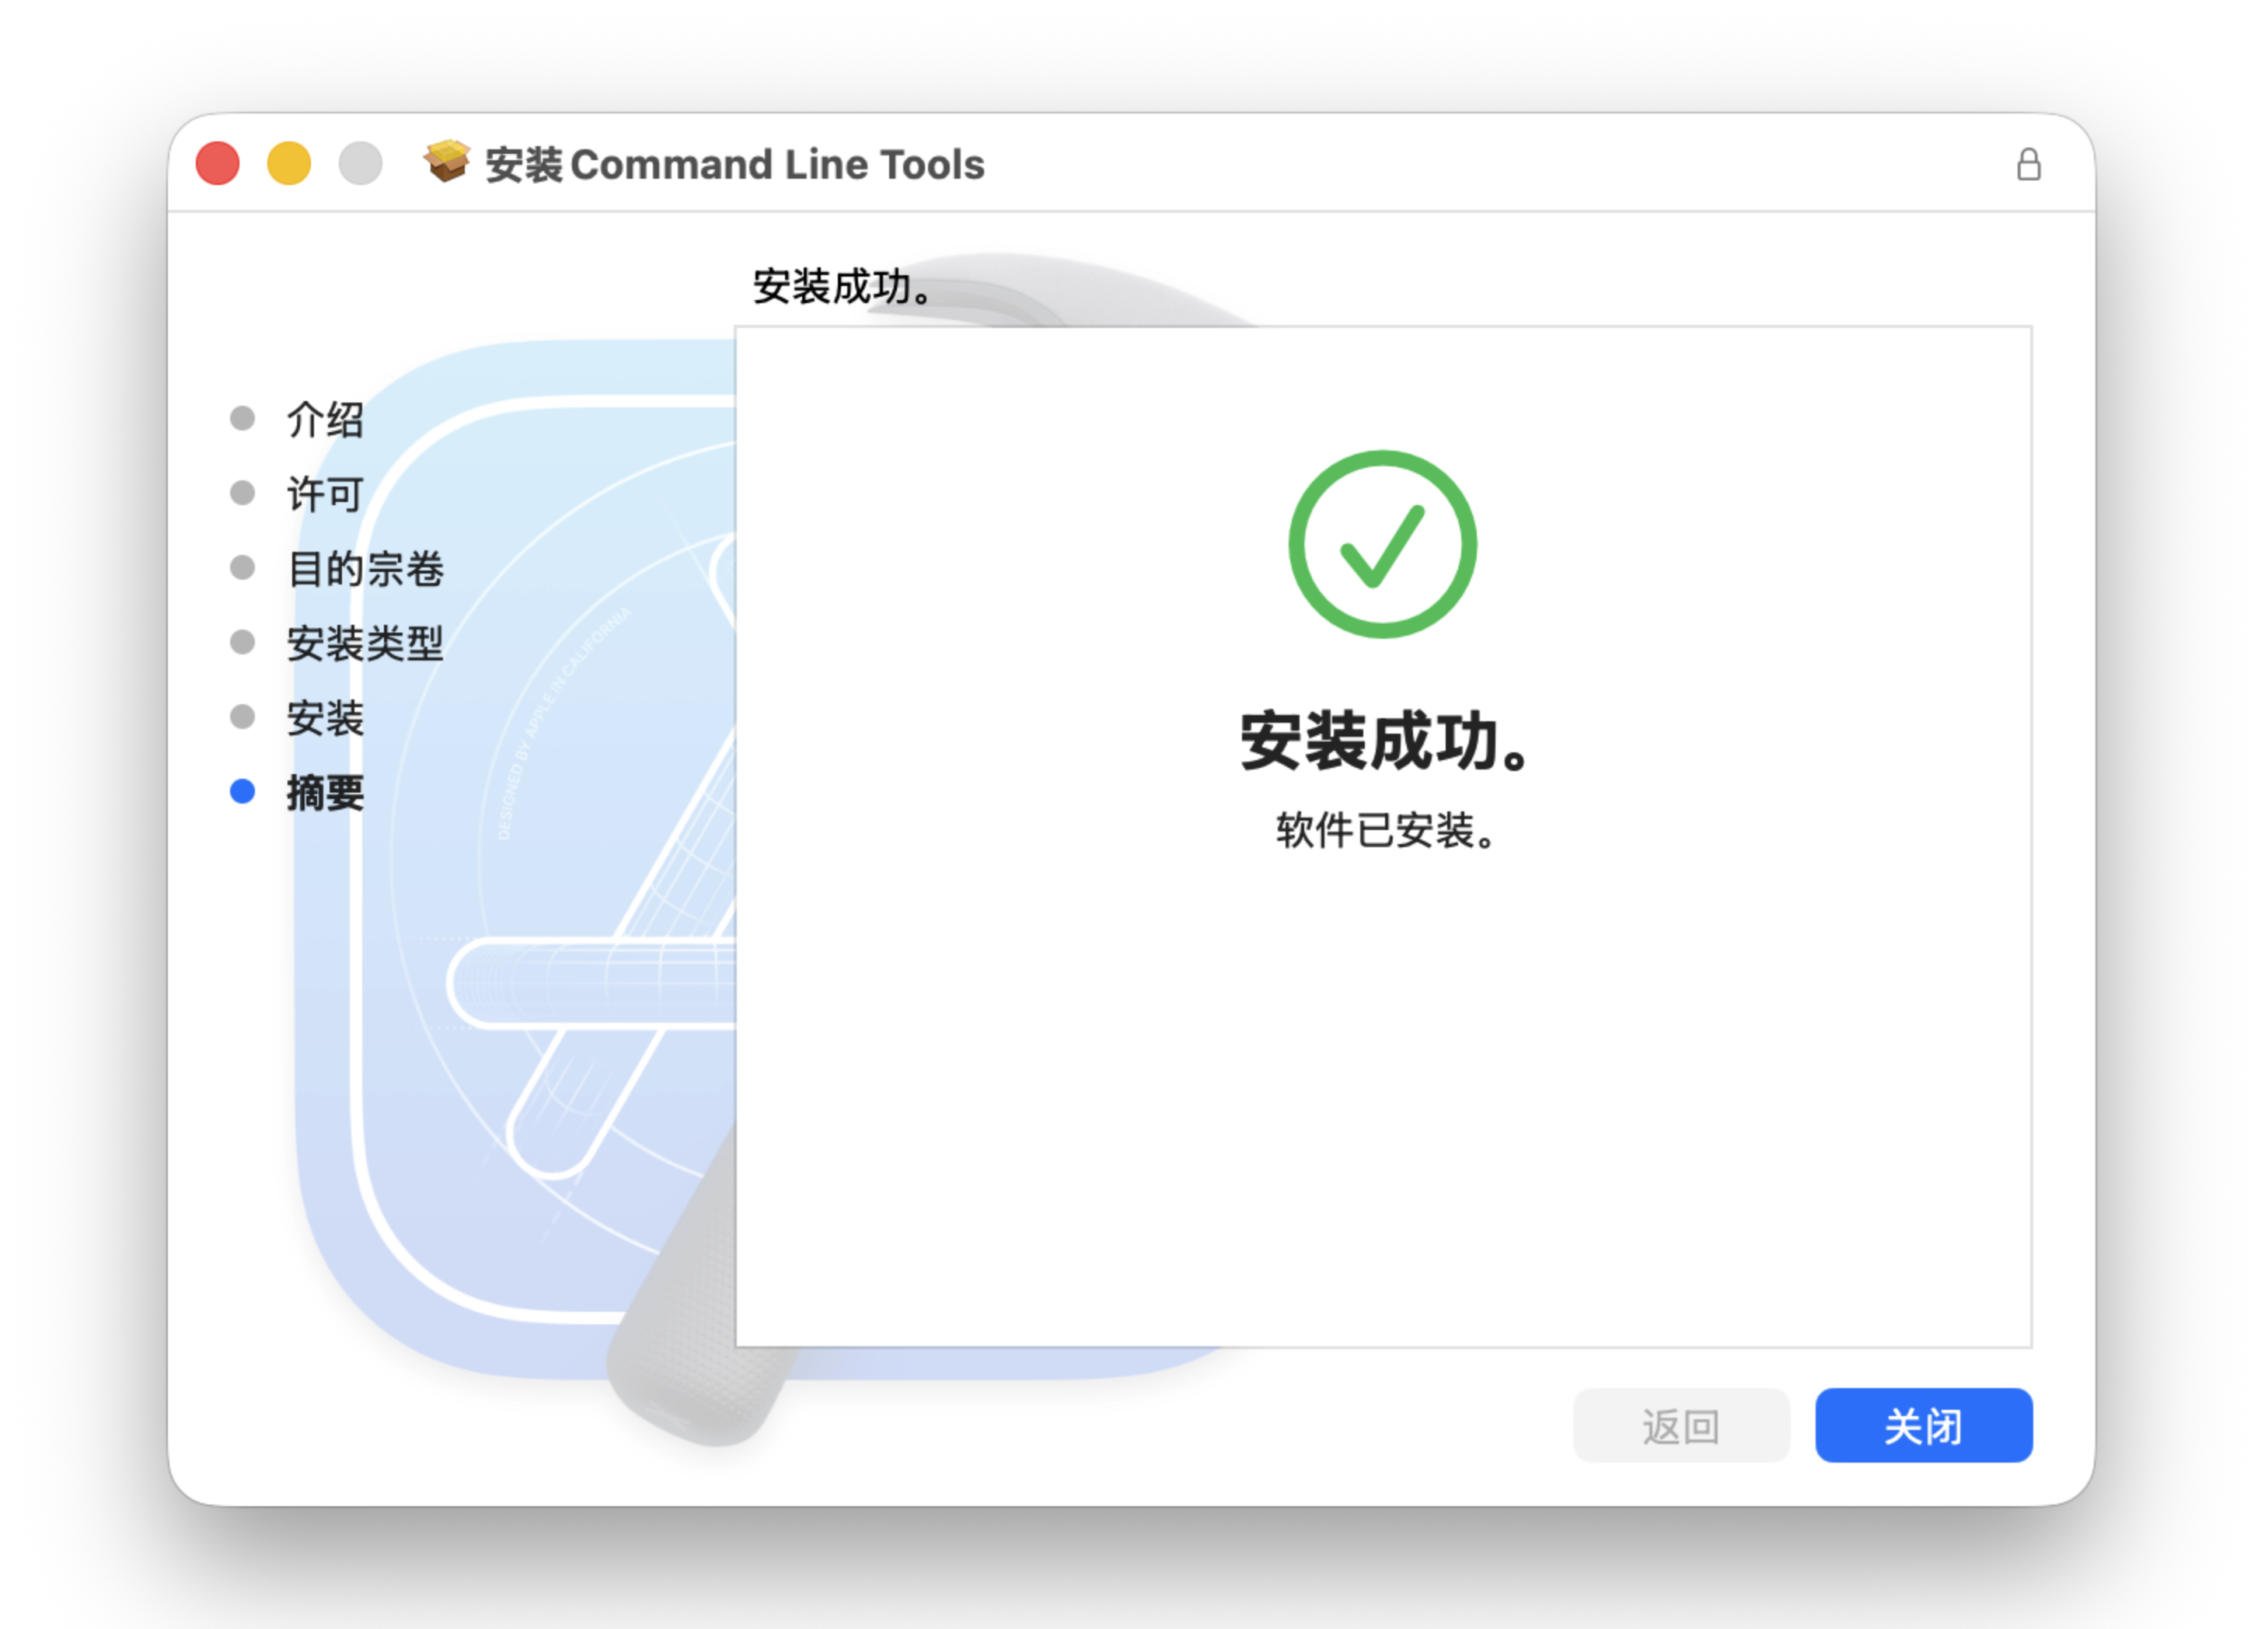 安装 Command Line Tools
安装成功。
介绍
许可
目的宗卷
安装类型
安装
摘要
DESIGNED BY APPLE IN CALIFORNIA
安装成功。
软件已安装。
返回
关闭